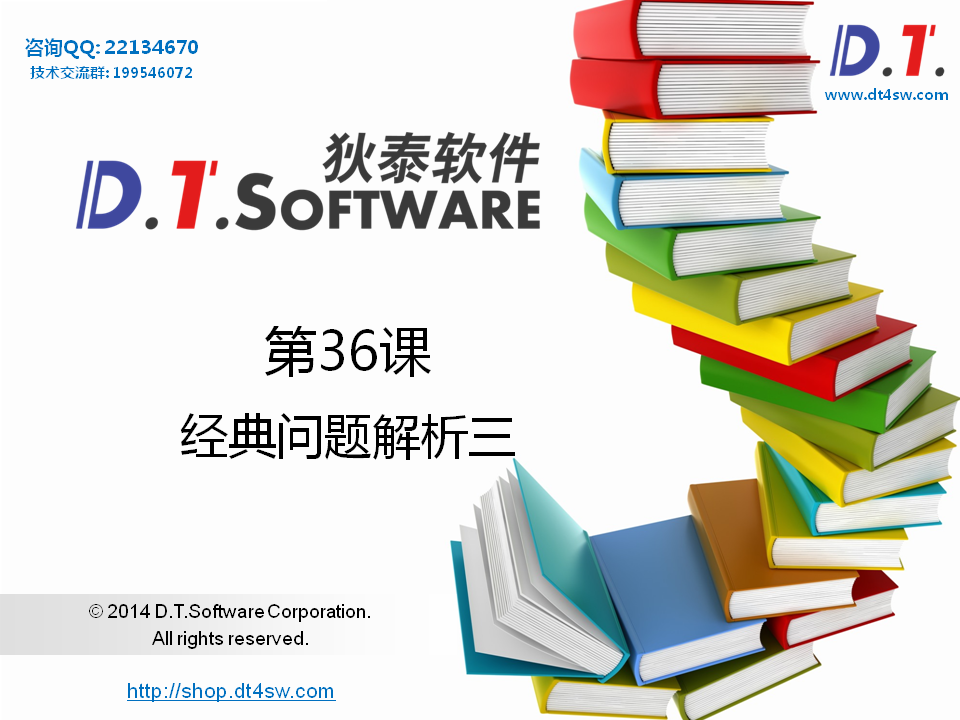 咨询QQ: 22134670
技术交流群: 199546072
D.T.
www.dt4sw.com
狄泰软件
D.T.SOFTWARE
第36课
经典问题解析三
© 2014 D.T.Software Corporation.
All rights reserved.
http://shop.dt4sw.com